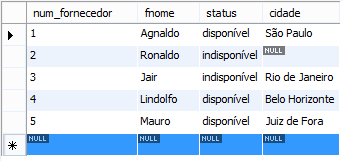 num_fornecedor fnome status cidade
1 Agnaldo disponível São Paulo
2 Ronaldo indisponível NULL
3 Jair indisponível Rio de Janeiro
4 Lindolfo disponível Belo Horizonte
5 Mauro disponível Juiz de Fora
NULL NULL NULL NULL